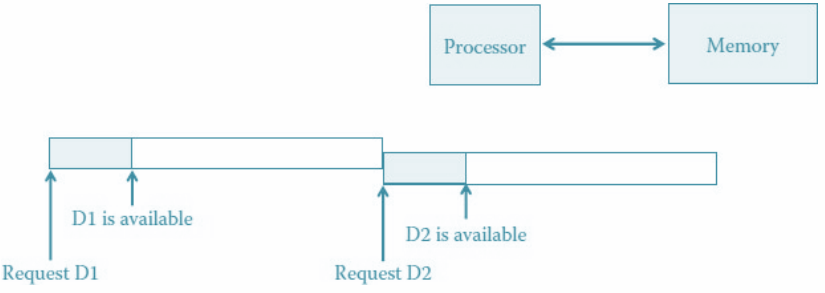 Processor
Memory
D1 is available
D2 is available
Request D1
Request D2